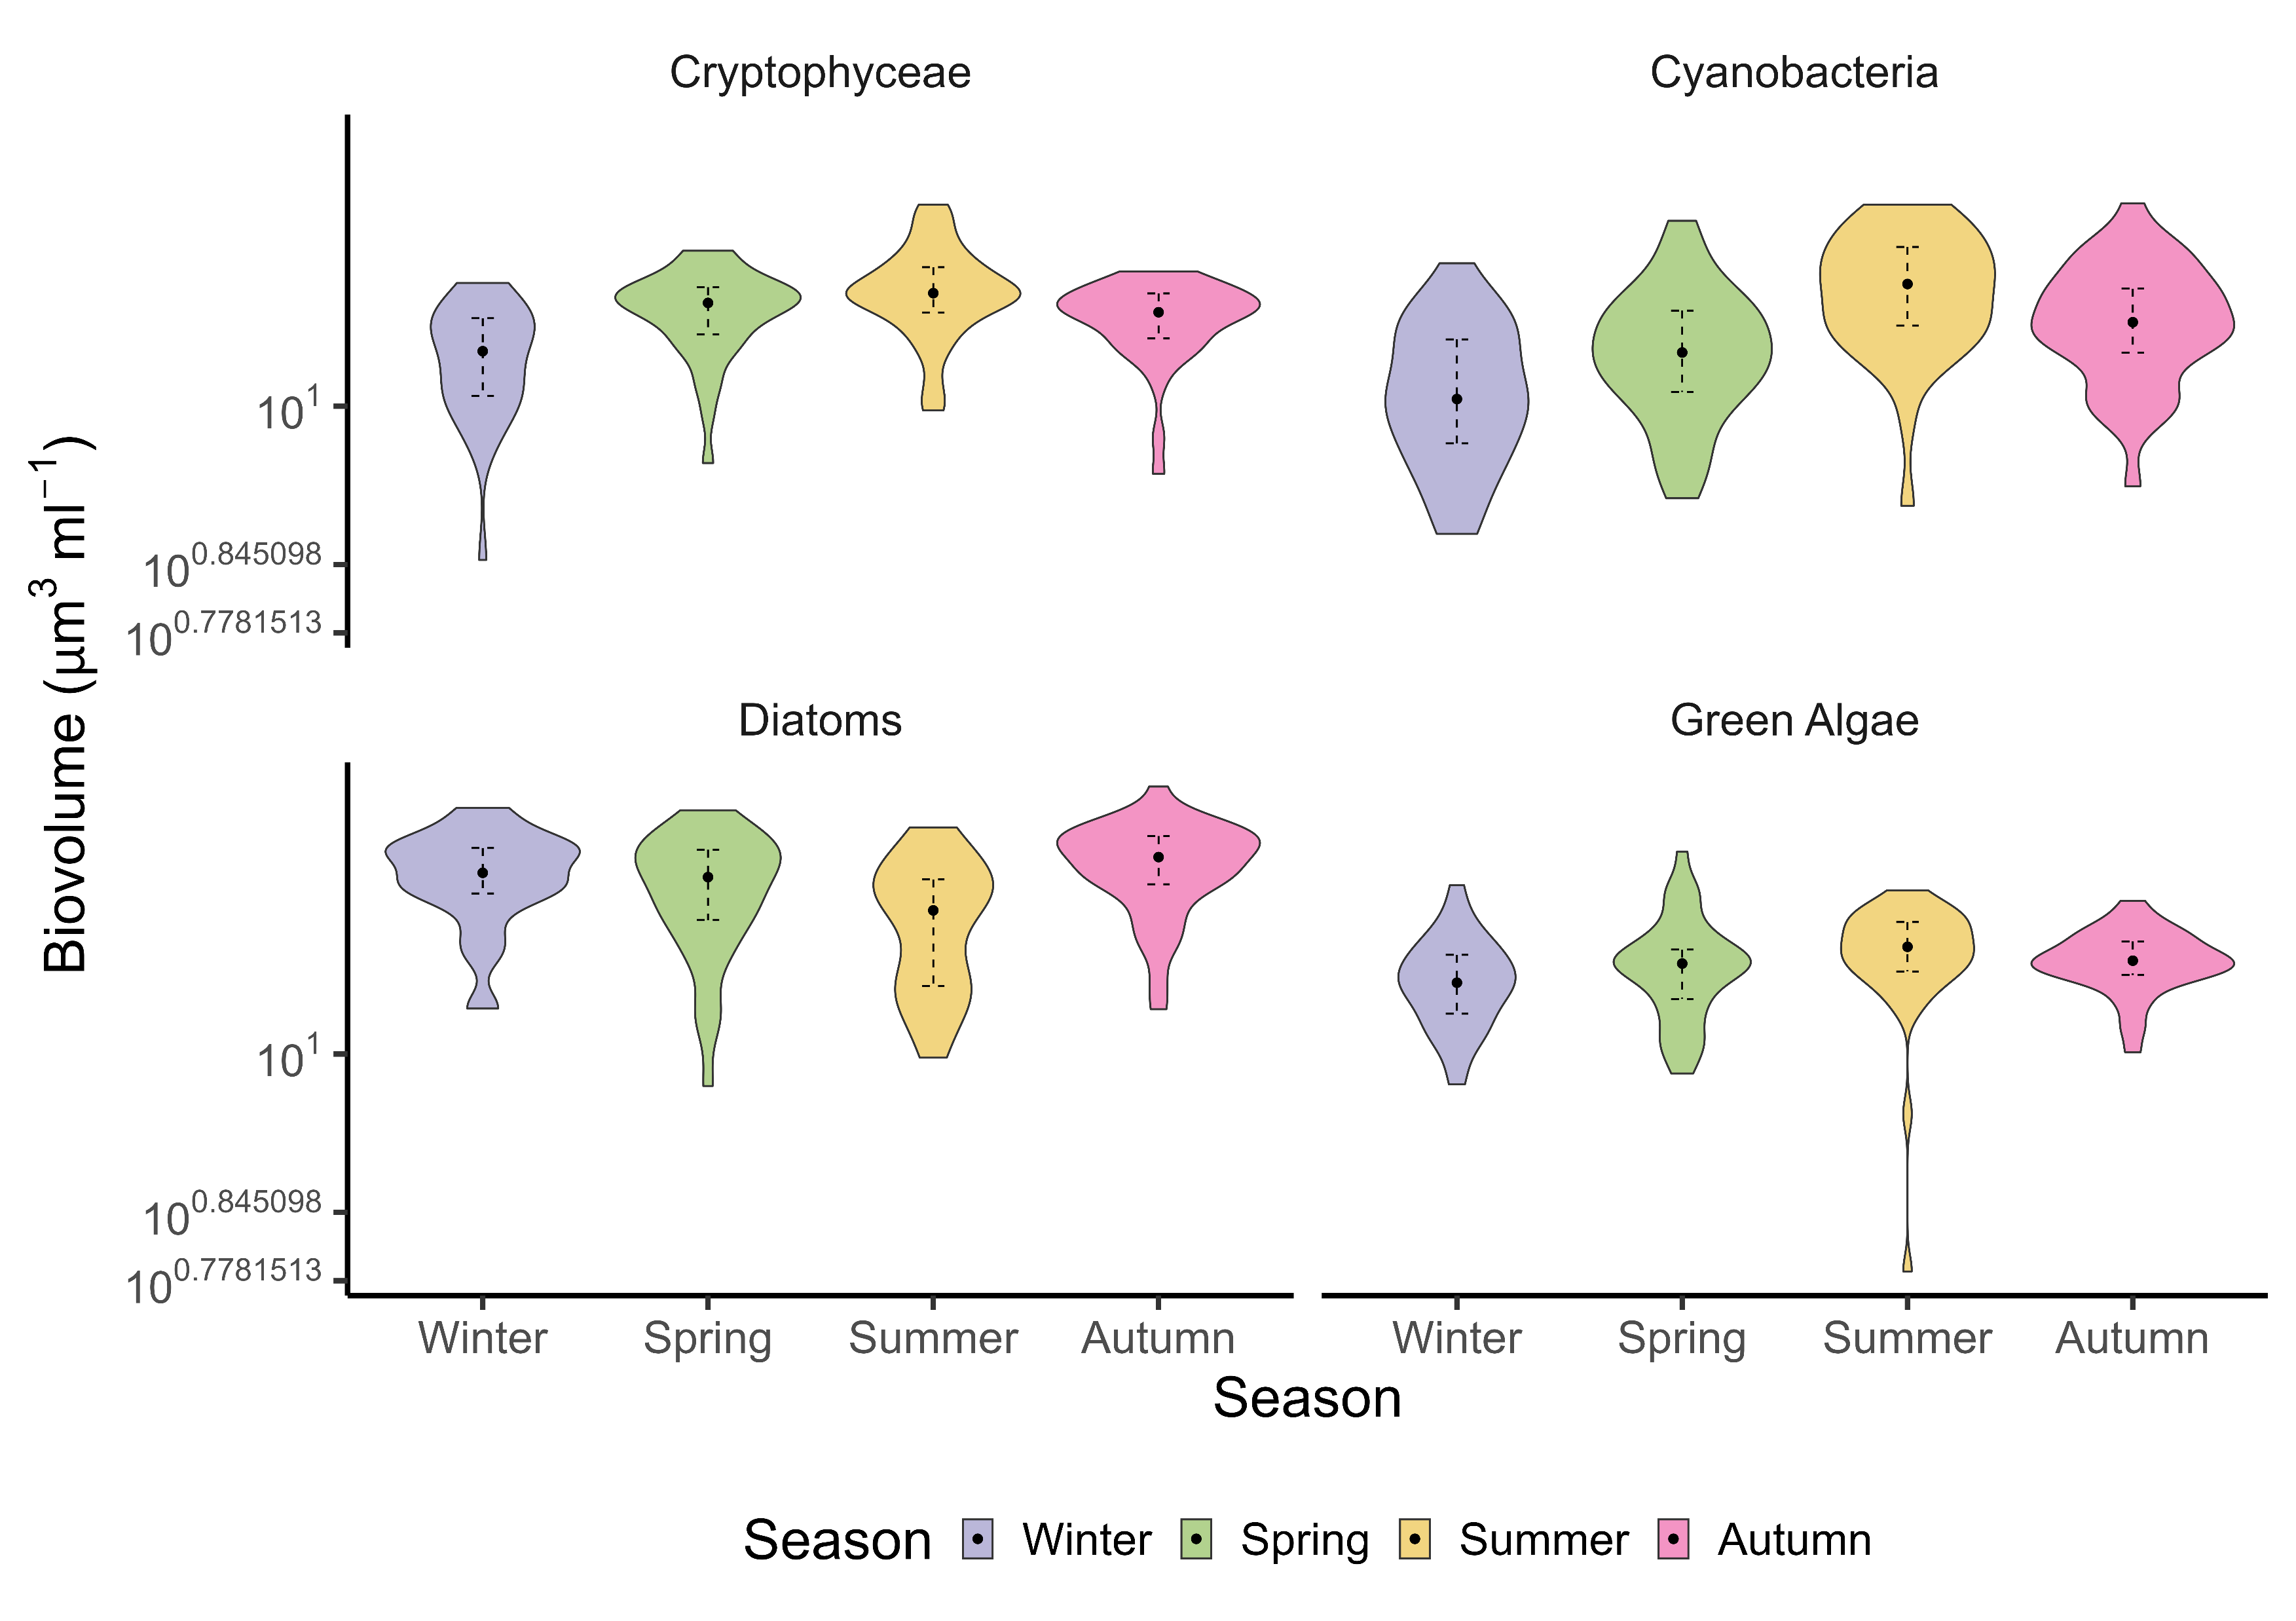 Cryptophyceae
Cyanobacteria
10^1
10^0.845098
10^0.7781513
Biovolume (μm^3 ml^−1)
Diatoms
Green Algae
10^1
10^0.845098
10^0.7781513
Winter Spring Summer Autumn
Winter Spring Summer Autumn
Season
Season Winter Spring Summer Autumn